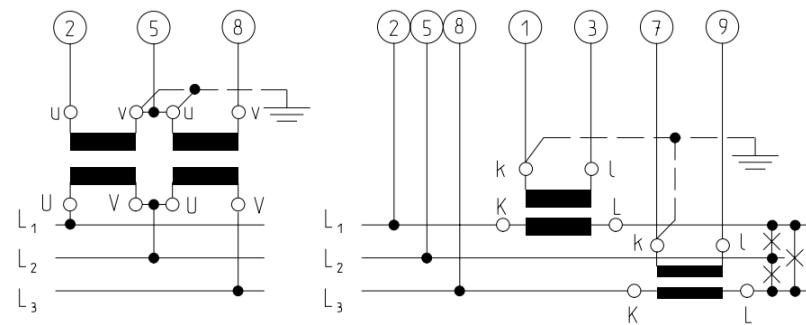 2 5 8 2 5 8 1 3 7 9
u v u v
k l
U V U V
L1 K L L1
k l
L2 L2
L3 L3
K L